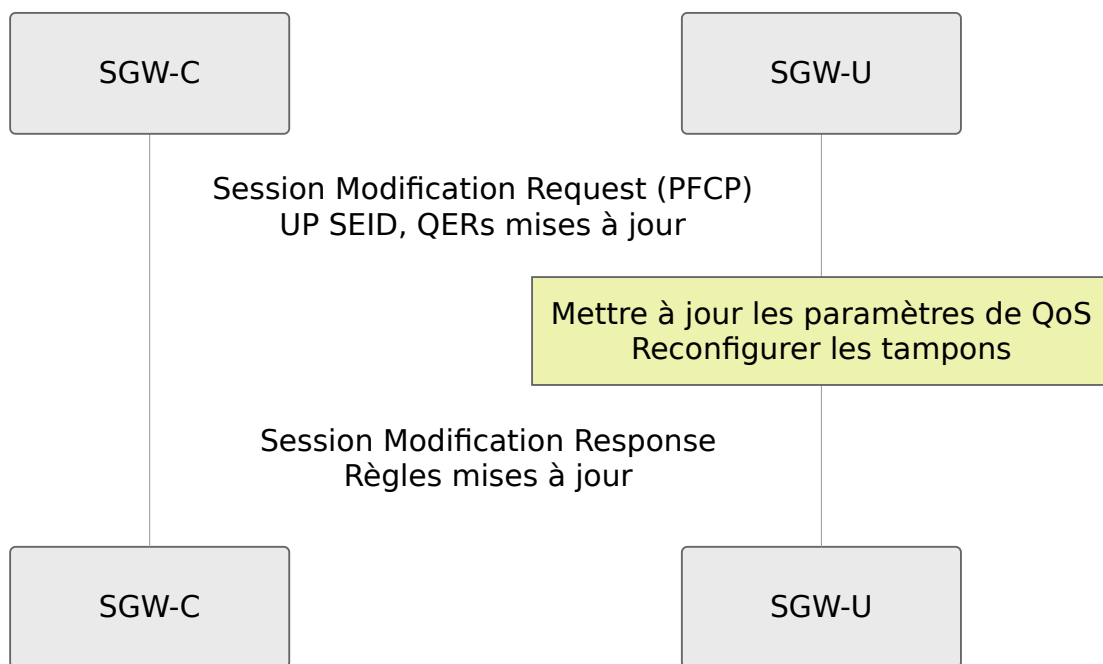 SGW-C
SGW-U
Session Modification Request (PFCP)
UP SEID, QERs mises à jour
Mettre à jour les paramètres de QoS
Reconfigurer les tampons
Session Modification Response
Règles mises à jour
SGW-C
SGW-U